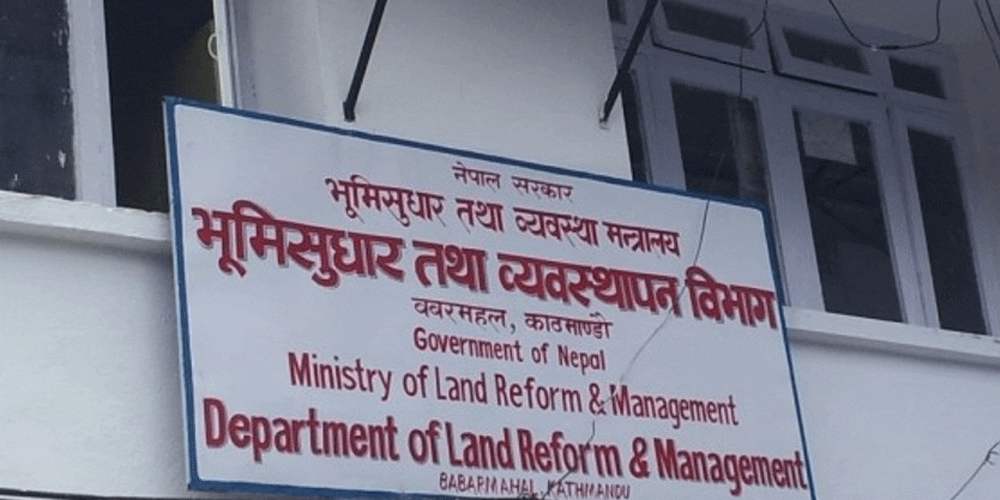 नेपाल सरकार
भूमिसुधार तथा व्यवस्था मन्त्रालय
भूमिसुधार तथा व्यवस्थापन विभाग
बबरमहल, काठमाण्डौ
Government of Nepal
Ministry of Land Reform & Management
Department of Land Reform & Management
BABARMAHAL, KATHMANDU